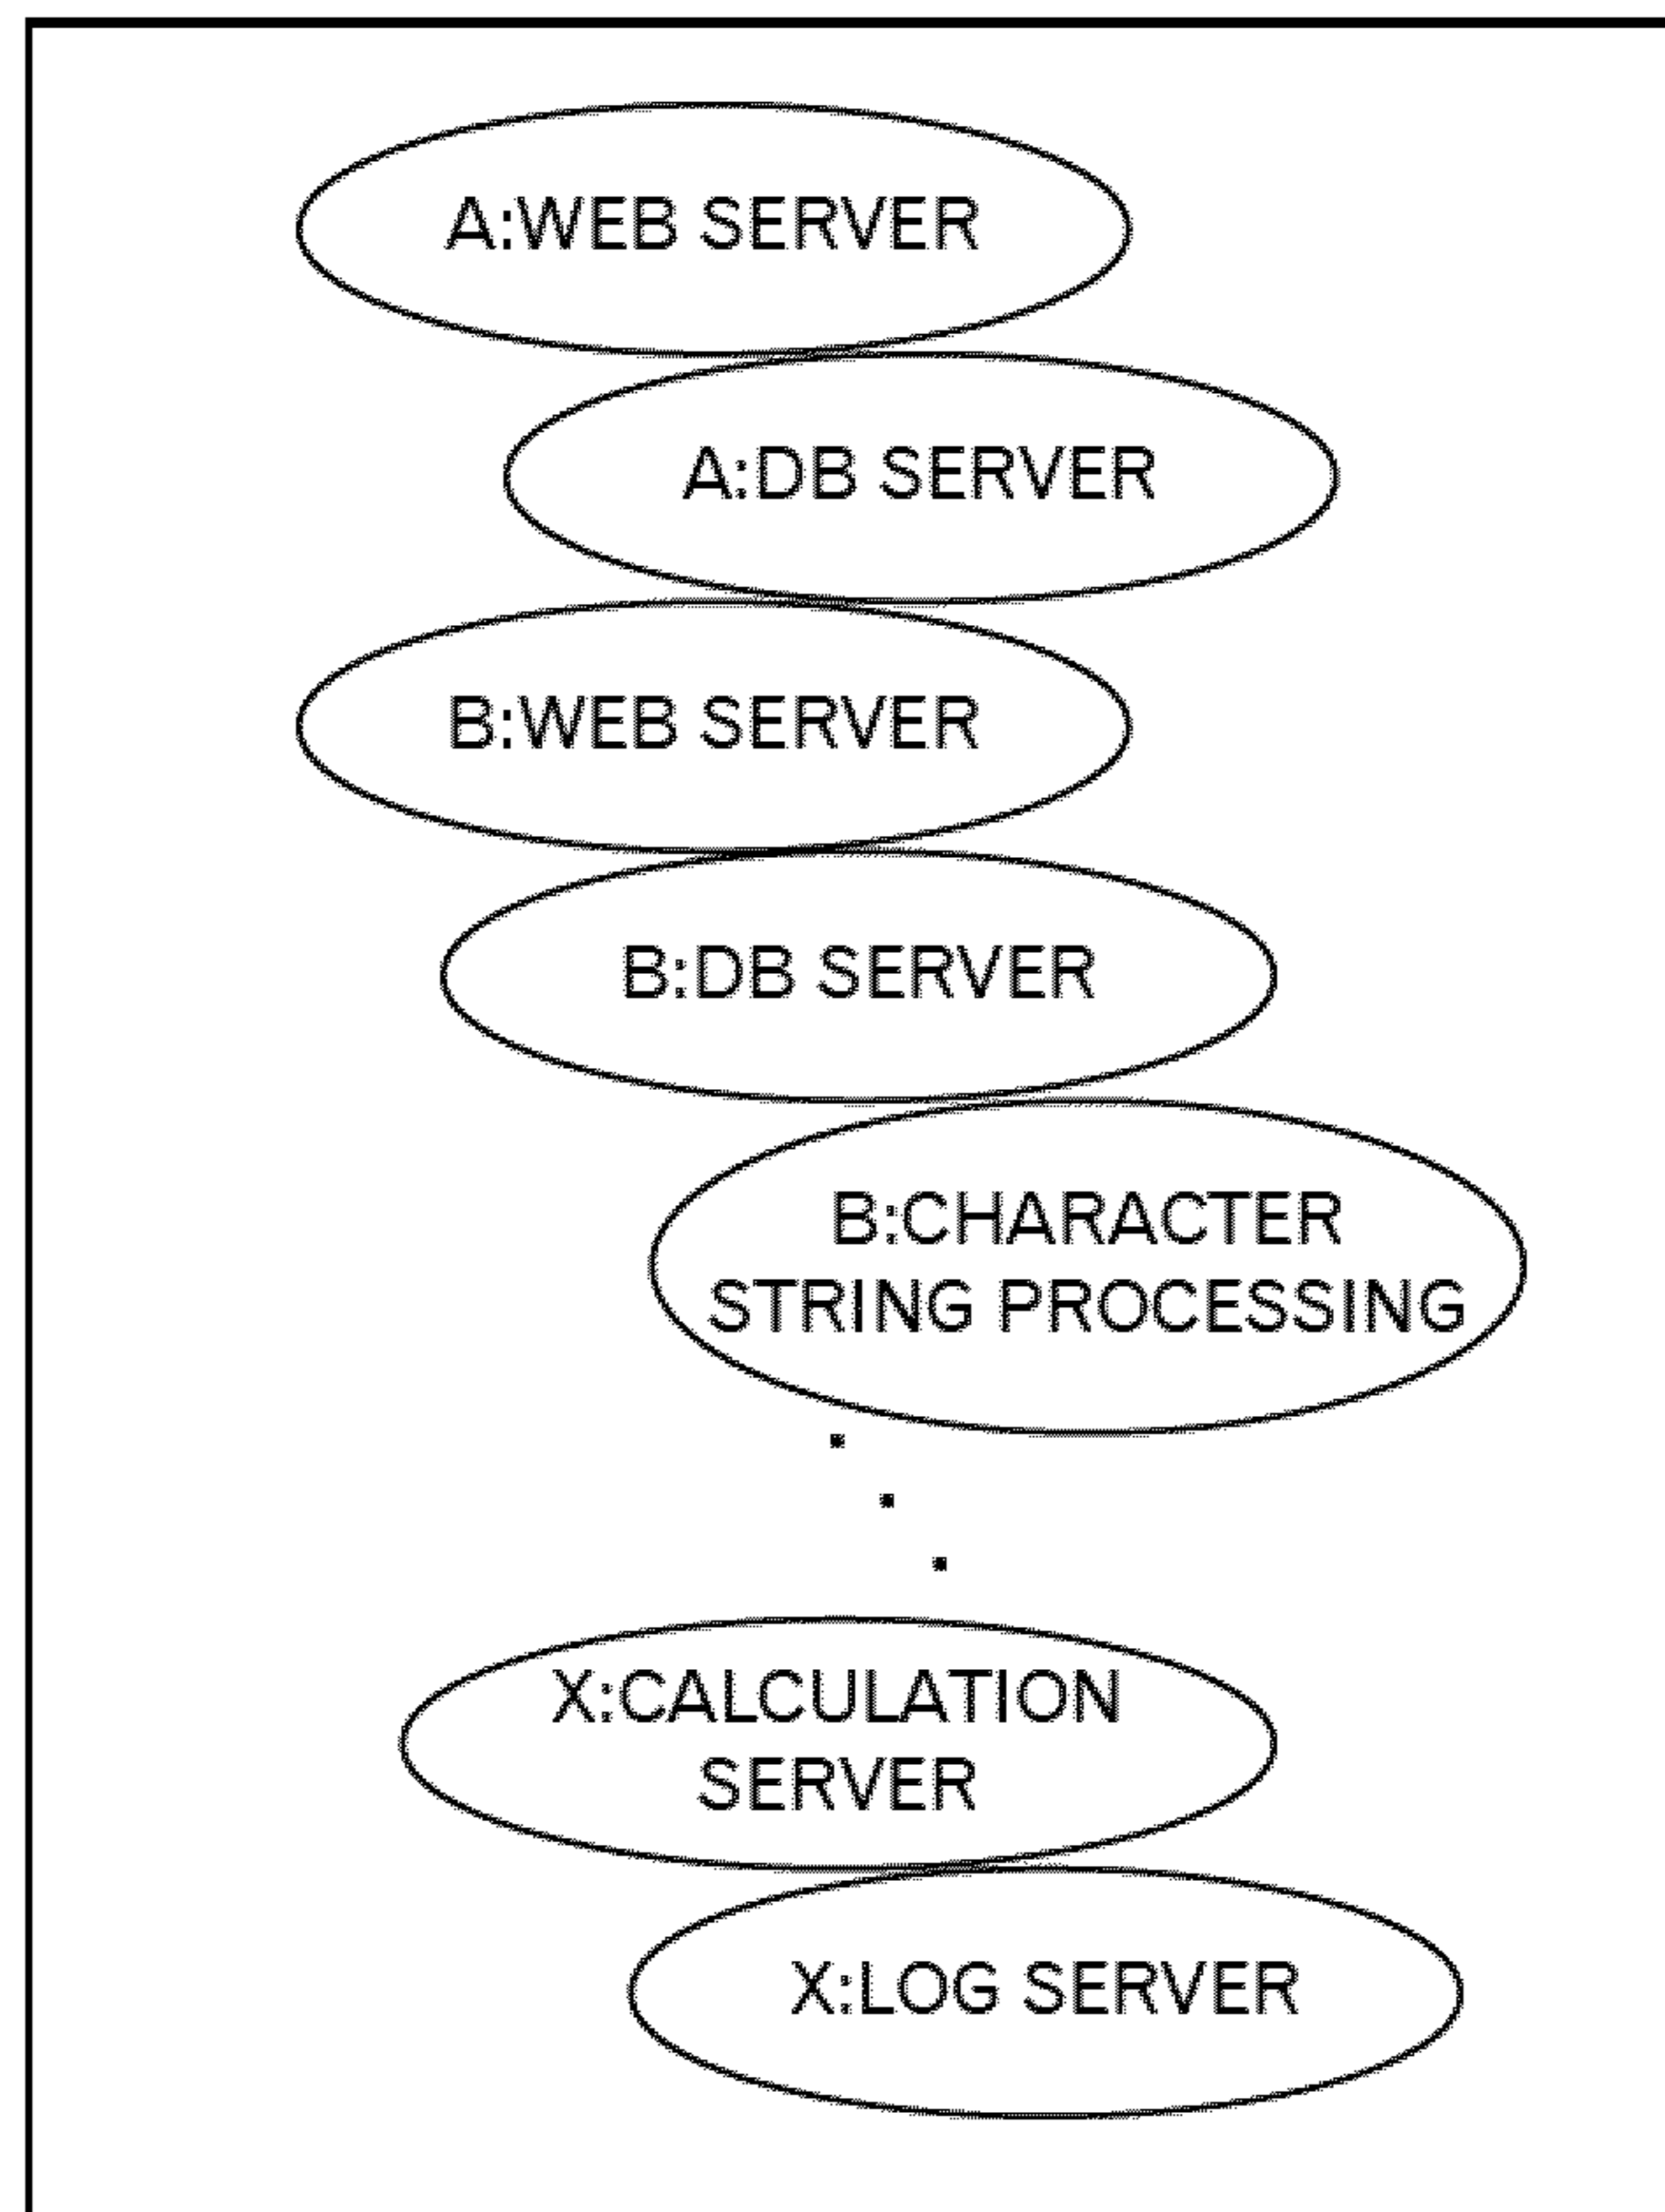 A:WEB SERVER
A:DB SERVER
B:WEB SERVER
B:DB SERVER
B:CHARACTER
STRING PROCESSING
X:CALCULATION
SERVER
X:LOG SERVER